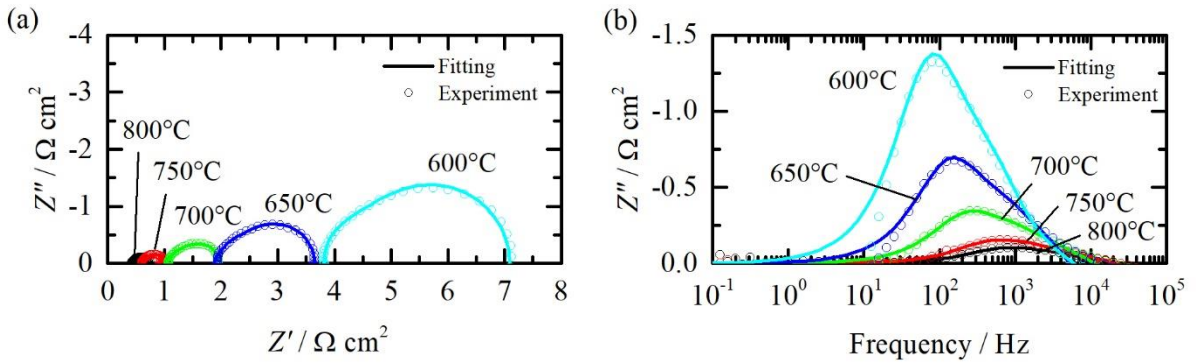 (a)
-4
-3
-2
-1
0
0 1 2 3 4 5 6 7 8
Z'' / Ω cm²
Z' / Ω cm²
Fitting
Experiment
800°C
750°C
700°C
650°C
600°C
(b)
-1.5
-1.0
-0.5
0.0
10⁻¹ 10⁰ 10¹ 10² 10³ 10⁴ 10⁵
Z'' / Ω cm²
Frequency / Hz
Fitting
Experiment
600°C
650°C
700°C
750°C
800°C